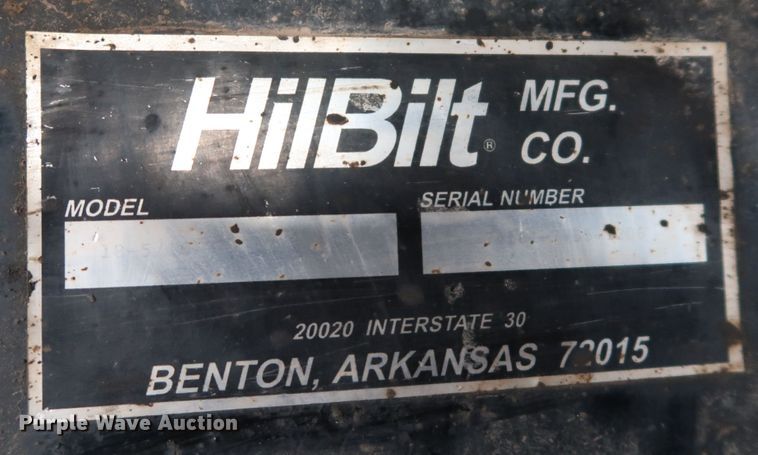 HilBilt® MFG. CO.
MODEL
SERIAL NUMBER
20020 INTERSTATE 30
BENTON, ARKANSAS 72015
Purple Wave Auction